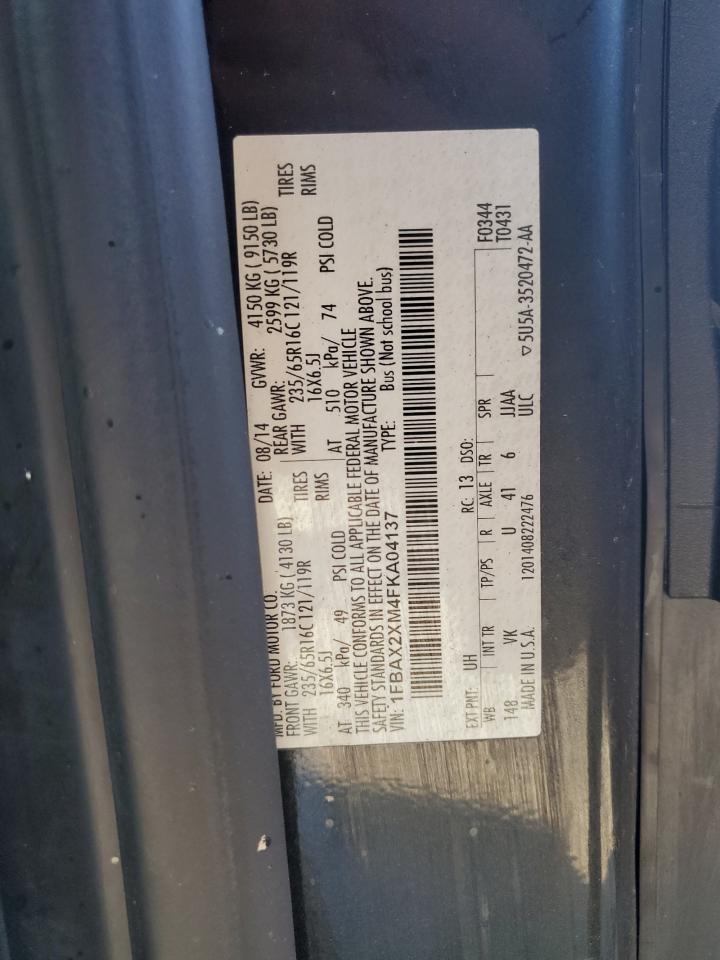 MFD. BY FORD MOTOR CO. DATE: 08/14 GVWR: 4150 KG ( 9150 LB)
FRONT GAWR: 1873 KG ( 4130 LB) REAR GAWR: 2599 KG ( 5730 LB)
WITH 235/65R16C 121/119R TIRES WITH 235/65R16C 121/119R TIRES
16X6.5J RIMS 16X6.5J RIMS
AT 340 kPa/ 49 PSI COLD AT 510 kPa/ 74 PSI COLD
THIS VEHICLE CONFORMS TO ALL APPLICABLE FEDERAL MOTOR VEHICLE
SAFETY STANDARDS IN EFFECT ON THE DATE OF MANUFACTURE SHOWN ABOVE.
VIN: 1FBAX2XM4FKA04137 TYPE: Bus (Not school bus)
EXT PNT: UH RC: 13 DSO: F0344
WB INT TR TP/PS R AXLE TR SPR T0431
148 VK U 41 6 JJAA
MADE IN U.S.A. 1201408222476 ULC ▽5U5A-3520472-AA